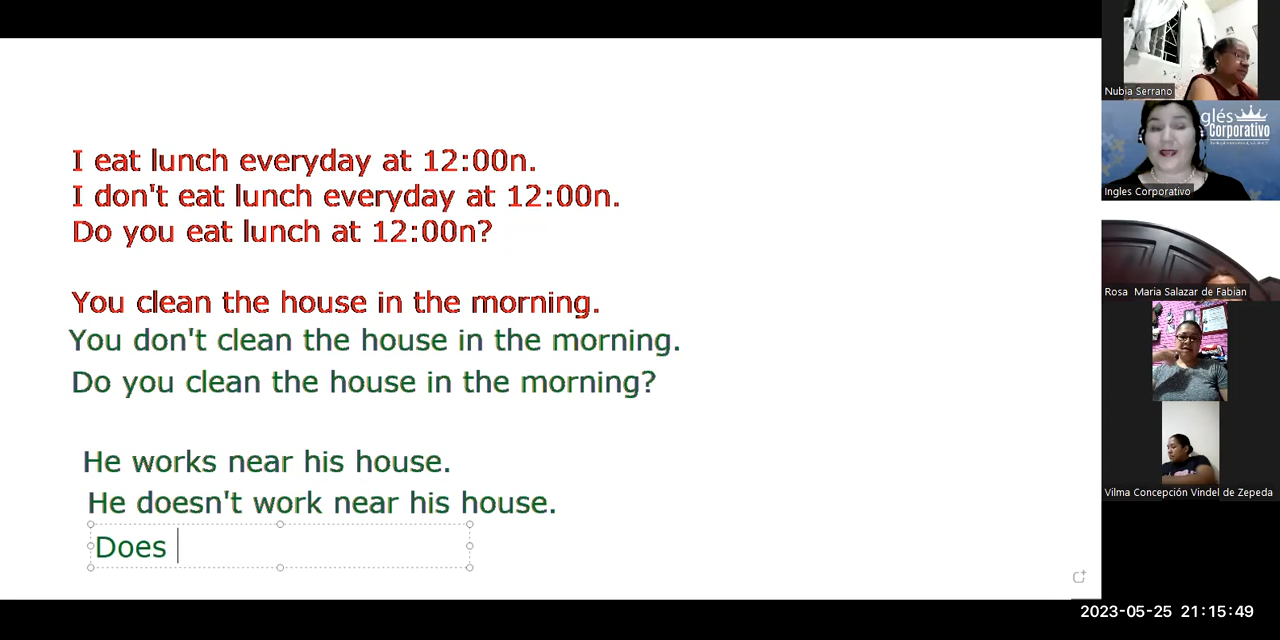 I eat lunch everyday at 12:00n.
I don't eat lunch everyday at 12:00n.
Do you eat lunch at 12:00n?
You clean the house in the morning.
You don't clean the house in the morning.
Do you clean the house in the morning?
He works near his house.
He doesn't work near his house.
Does
Nubia Serrano
glés
Corporativo
Ingles Corporativo
Rosa Maria Salazar de Fabian
Vilma Concepción Vindel de Zepeda
2023-05-25 21:15:49